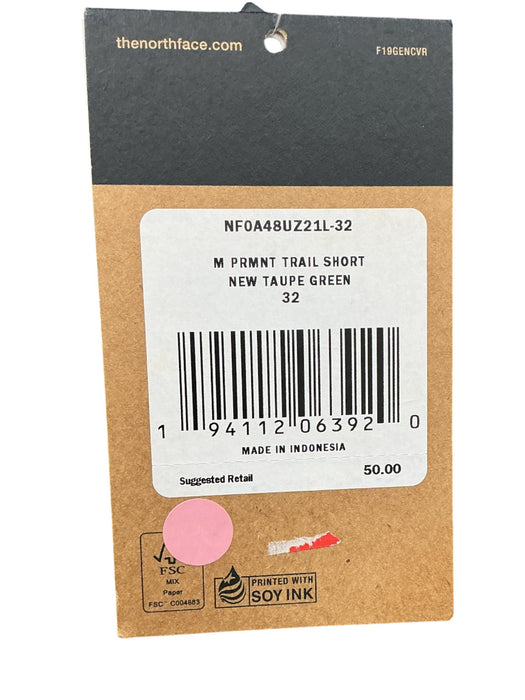 thenorthface.com
F19GENCVR
NF0A48UZ21L-32
M PRMNT TRAIL SHORT
NEW TAUPE GREEN
32
1 94112 06392 0
MADE IN INDONESIA
Suggested Retail 50.00
FSC
MIX
Paper
FSC™ C004883
PRINTED WITH
SOY INK